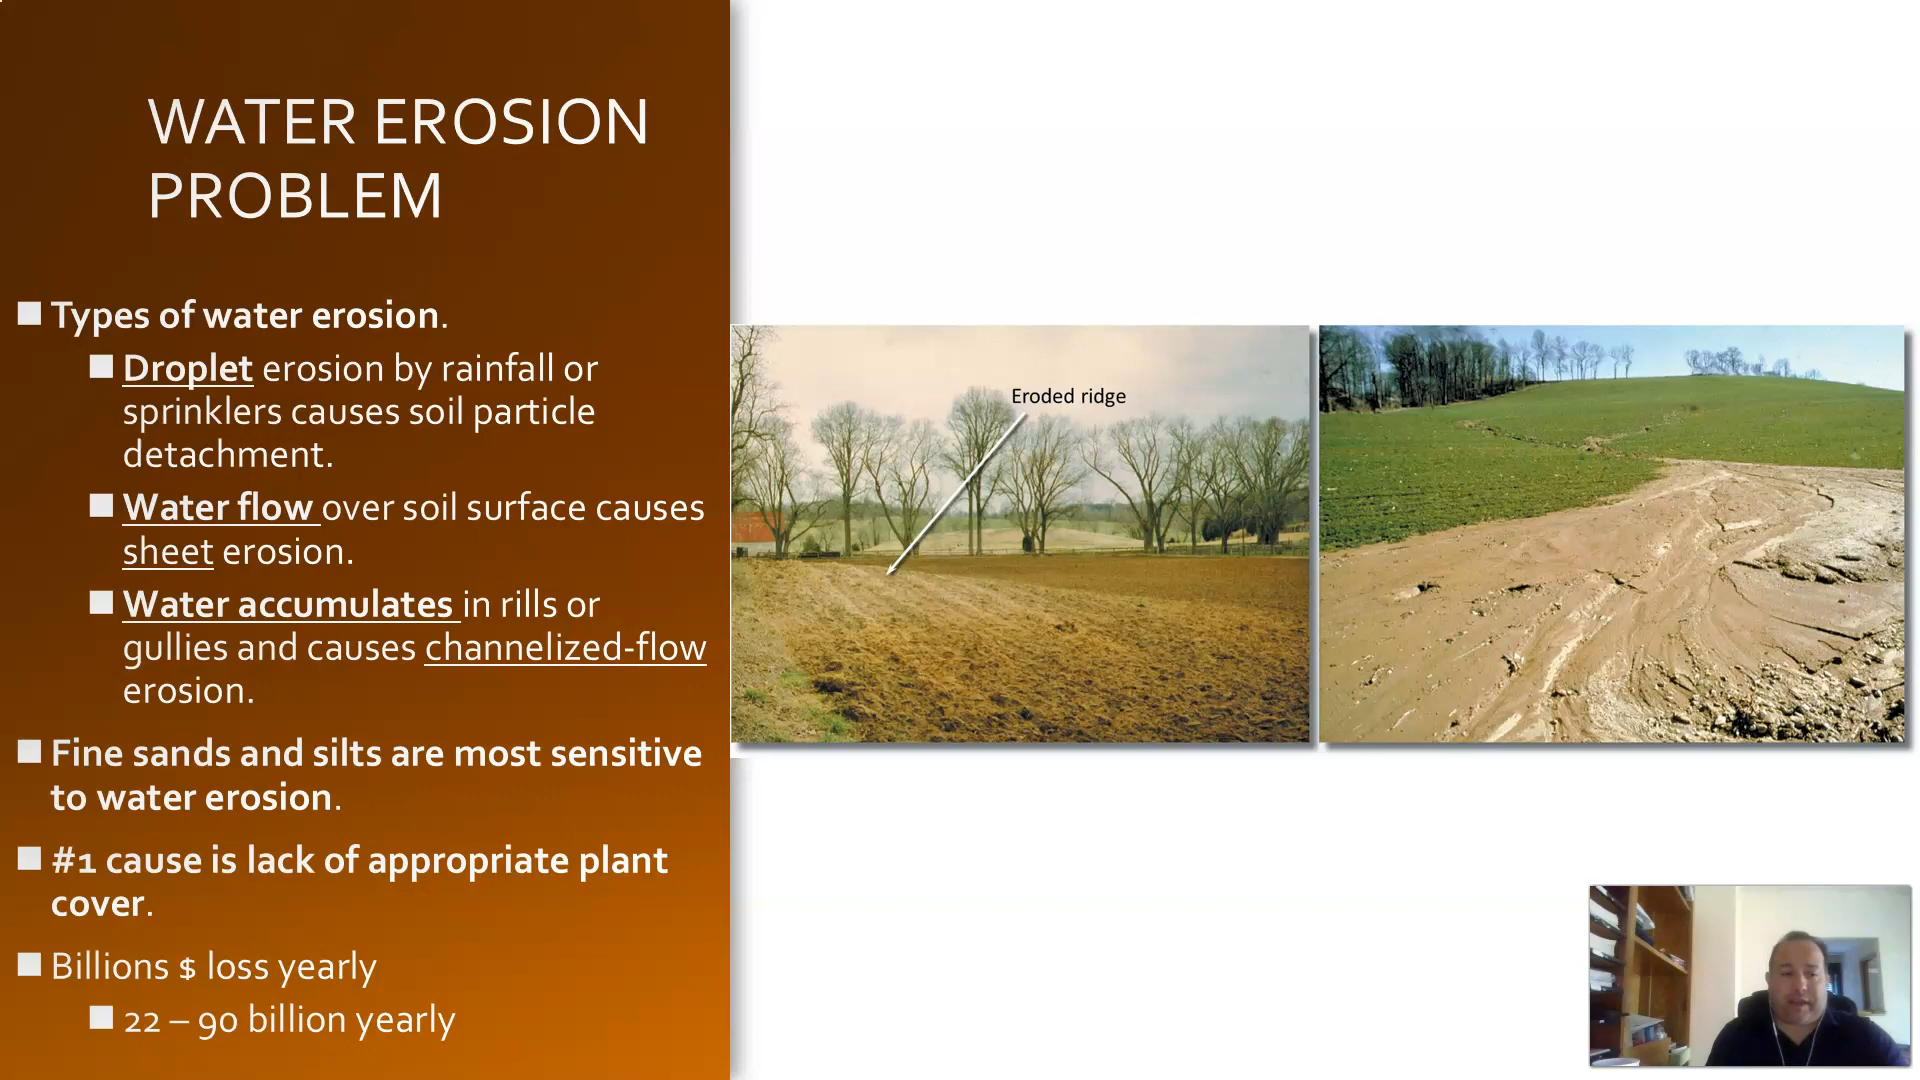 WATER EROSION
PROBLEM
Types of water erosion.
Droplet erosion by rainfall or
sprinklers causes soil particle
detachment.
Water flow over soil surface causes
sheet erosion.
Water accumulates in rills or
gullies and causes channelized-flow
erosion.
Fine sands and silts are most sensitive
to water erosion.
#1 cause is lack of appropriate plant
cover.
Billions $ loss yearly
22 – 90 billion yearly
Eroded ridge